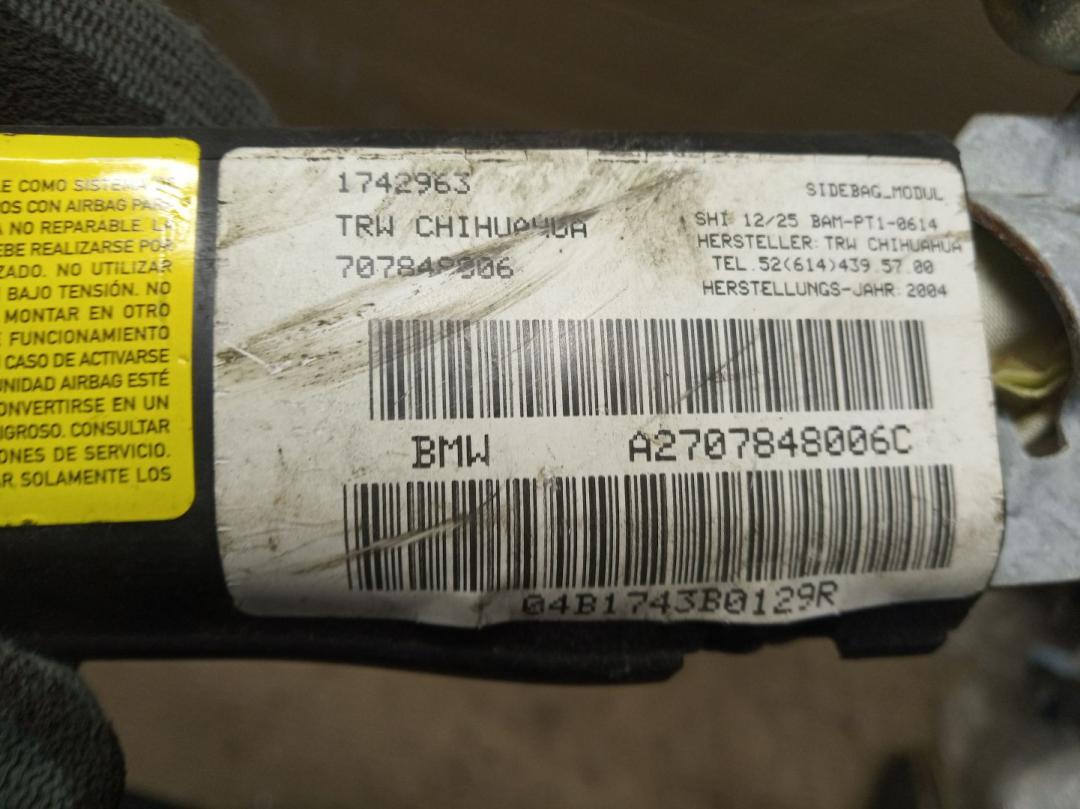 LE COMO SISTEMA DE
OS CON AIRBAG PARA
A NO REPARABLE. LA
EBE REALIZARSE POR
ZADO. NO UTILIZAR
BAJO TENSIÓN. NO
MONTAR EN OTRO
E FUNCIONAMIENTO
N CASO DE ACTIVARSE
UNIDAD AIRBAG ESTÉ
ONVERTIRSE EN UN
IGROSO. CONSULTAR
ONES DE SERVICIO.
AR SOLAMENTE LOS
1742963
TRW CHIHUAHUA
707848006
SIDEBAG_MODUL
SHI 12/25 BAM-PT1-0614
HERSTELLER: TRW CHIHUAHUA
TEL.52(614)439.57.00
HERSTELLUNGS-JAHR: 2004
BMW A2707848006C
04B1743B0129R